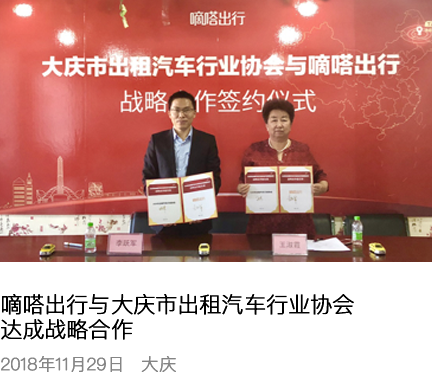 嘀嗒出行
大庆市出租汽车行业协会与嘀嗒出行
战略合作签约仪式
李跃军
嘀嗒出行与大庆市出租汽车行业协会
达成战略合作
2018年11月29日 大庆